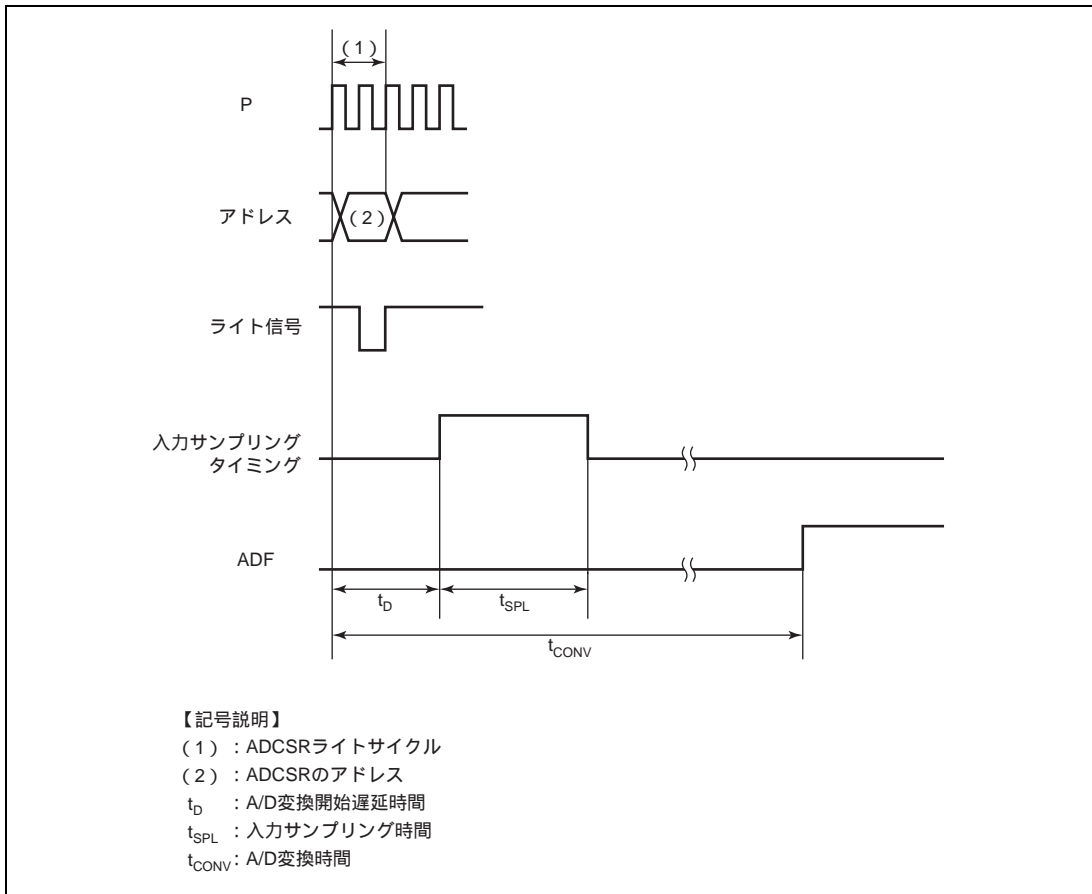 (1)
P
アドレス
(2)
ライト信号
入力サンプリング
タイミング
ADF
tD
tSPL
tCONV
【記号説明】
(1):ADCSRライトサイクル
(2):ADCSRのアドレス
tD :A/D変換開始遅延時間
tSPL :入力サンプリング時間
tCONV:A/D変換時間